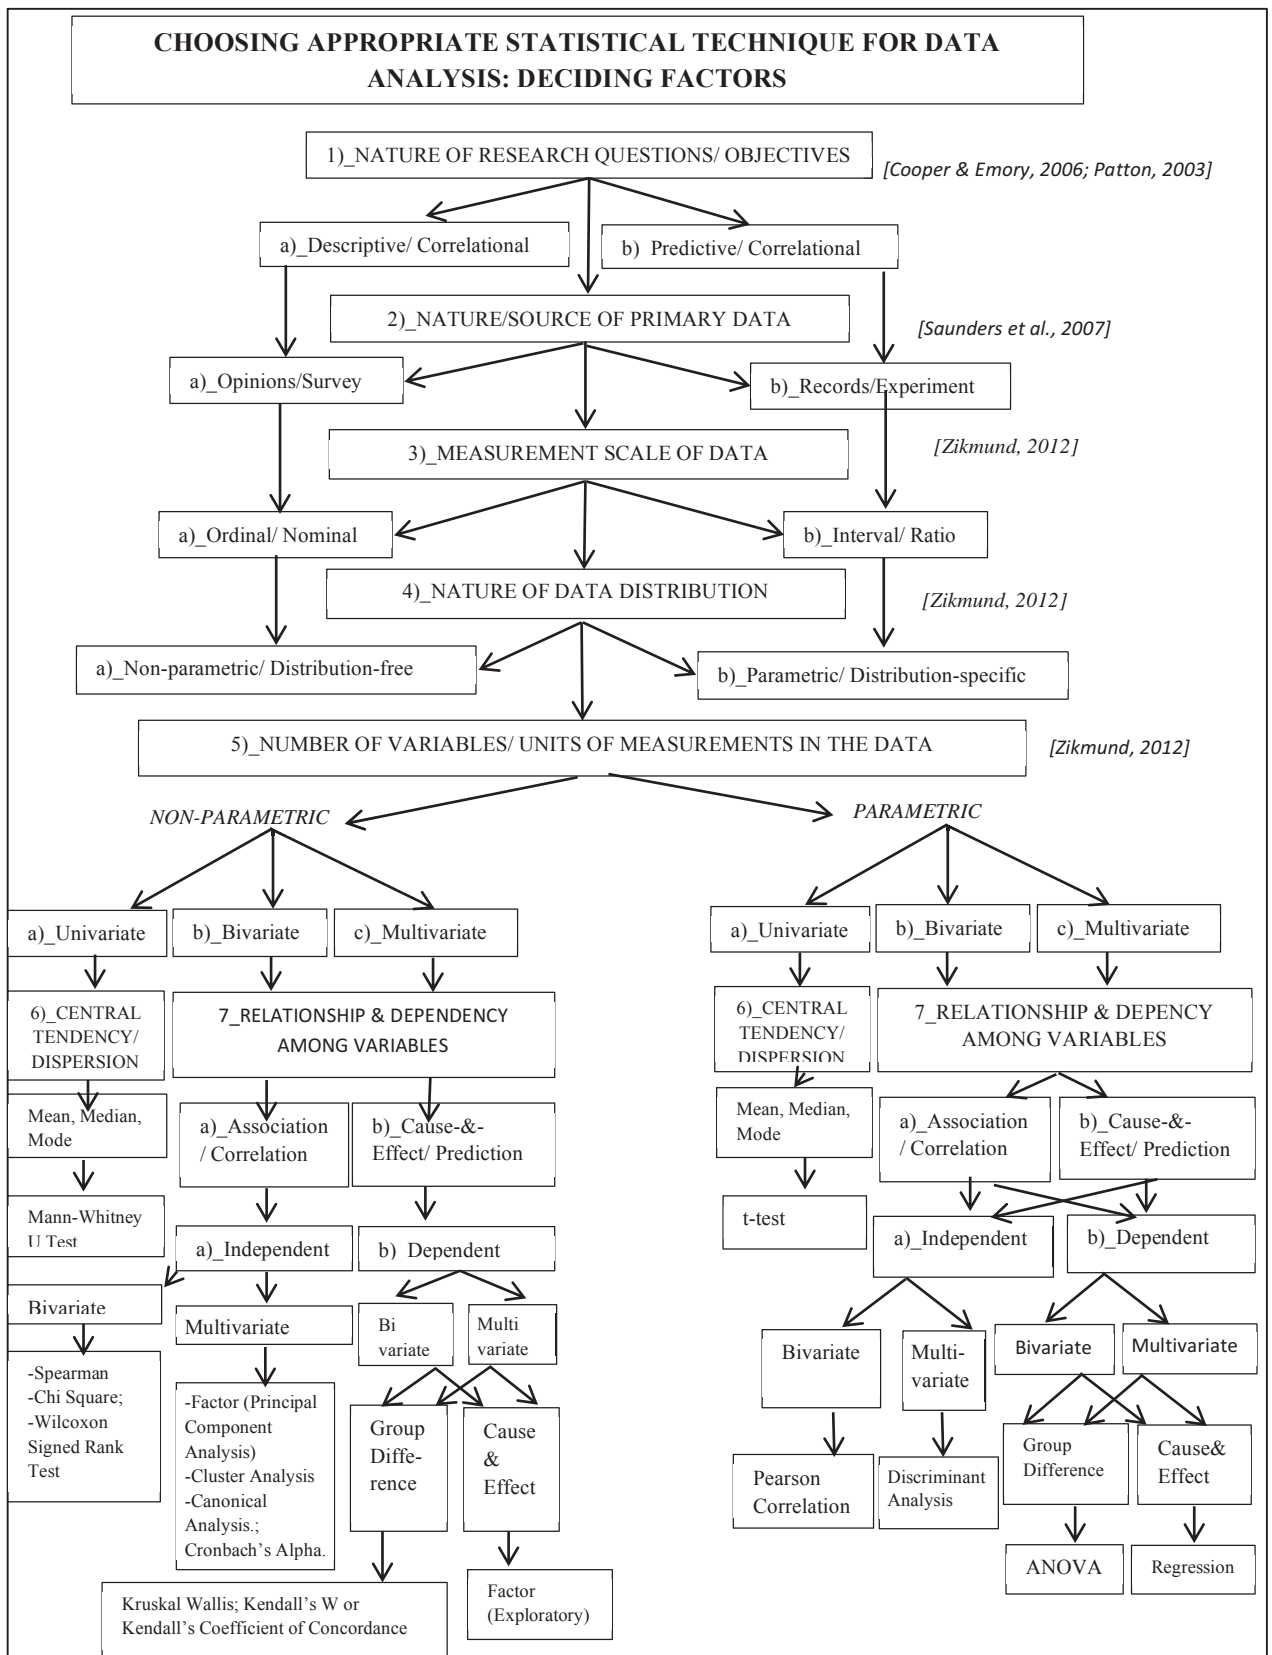 CHOOSING APPROPRIATE STATISTICAL TECHNIQUE FOR DATA
ANALYSIS: DECIDING FACTORS
1)_NATURE OF RESEARCH QUESTIONS/ OBJECTIVES
[Cooper & Emory, 2006; Patton, 2003]
a)_Descriptive/ Correlational
b) Predictive/ Correlational
2)_NATURE/SOURCE OF PRIMARY DATA
[Saunders et al., 2007]
a)_Opinions/Survey
b)_Records/Experiment
3)_MEASUREMENT SCALE OF DATA
[Zikmund, 2012]
a)_Ordinal/ Nominal
b)_Interval/ Ratio
4)_NATURE OF DATA DISTRIBUTION
[Zikmund, 2012]
a)_Non-parametric/ Distribution-free
b)_Parametric/ Distribution-specific
5)_NUMBER OF VARIABLES/ UNITS OF MEASUREMENTS IN THE DATA
[Zikmund, 2012]
NON-PARAMETRIC
PARAMETRIC
a)_Univariate
b)_Bivariate
c)_Multivariate
6)_CENTRAL
TENDENCY/
DISPERSION
7_RELATIONSHIP & DEPENDENCY
AMONG VARIABLES
Mean, Median,
Mode
a)_Association
/ Correlation
b)_Cause-&-
Effect/ Prediction
Mann-Whitney
U Test
a)_Independent
b) Dependent
Bivariate
Multivariate
Bi
variate
Multi
variate
-Spearman
-Chi Square;
-Wilcoxon
Signed Rank
Test
-Factor (Principal
Component
Analysis)
-Cluster Analysis
-Canonical
Analysis.;
Cronbach's Alpha.
Group
Diffe-
rence
Cause
&
Effect
Kruskal Wallis; Kendall's W or
Kendall's Coefficient of Concordance
Factor
(Exploratory)
a)_Univariate
b)_Bivariate
c)_Multivariate
6)_CENTRAL
TENDENCY/
DISPERSION
7_RELATIONSHIP & DEPENCY
AMONG VARIABLES
Mean, Median,
Mode
a)_Association
/ Correlation
b)_Cause-&-
Effect/ Prediction
t-test
a)_Independent
b)_Dependent
Bivariate
Multi-
variate
Bivariate
Multivariate
Pearson
Correlation
Discriminant
Analysis
Group
Difference
Cause&
Effect
ANOVA
Regression